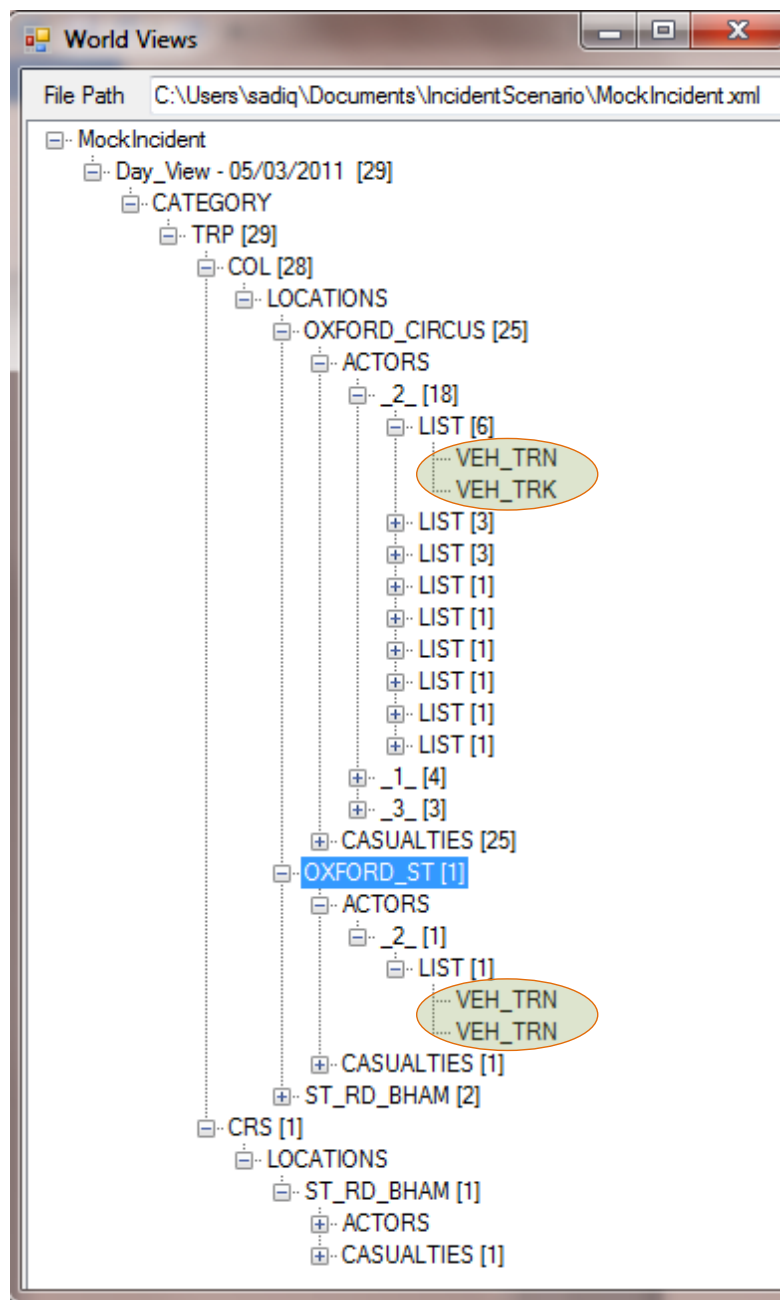 World Views
File Path C:\Users\sadiq\Documents\IncidentScenario\MockIncident.xml
MockIncident
Day_View - 05/03/2011 [29]
CATEGORY
TRP [29]
COL [28]
LOCATIONS
OXFORD_CIRCUS [25]
ACTORS
_2_ [18]
LIST [6]
VEH_TRN
VEH_TRK
LIST [3]
LIST [3]
LIST [1]
LIST [1]
LIST [1]
LIST [1]
LIST [1]
LIST [1]
_1_ [4]
_3_ [3]
CASUALTIES [25]
OXFORD_ST [1]
ACTORS
_2_ [1]
LIST [1]
VEH_TRN
VEH_TRN
CASUALTIES [1]
ST_RD_BHAM [2]
CRS [1]
LOCATIONS
ST_RD_BHAM [1]
ACTORS
CASUALTIES [1]